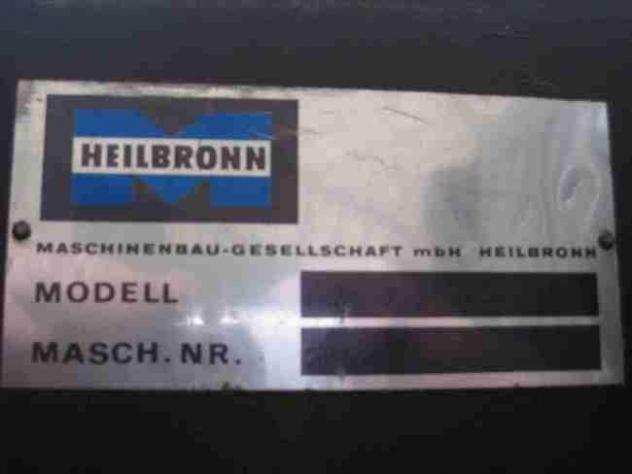 HEILBRONN
MASCHINENBAU-GESELLSCHAFT mbH HEILBRONN
MODELL
MASCH. NR.